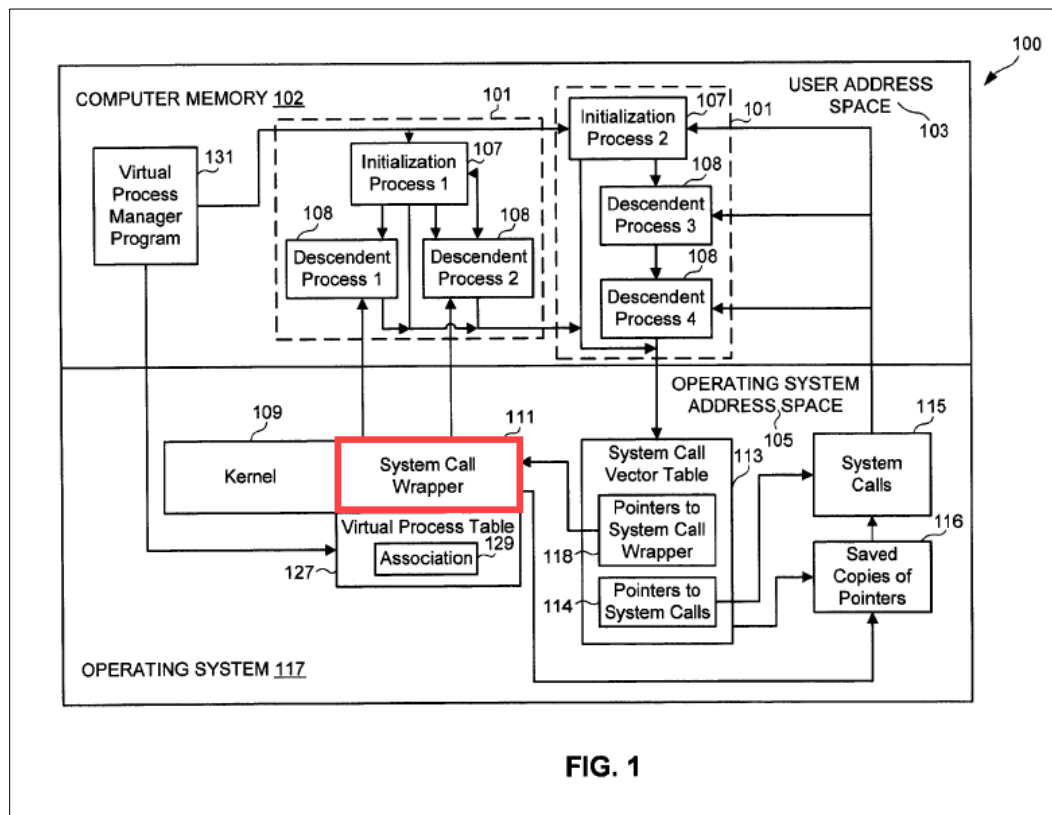 100
COMPUTER MEMORY 102
USER ADDRESS
SPACE
103
101
107
101
Initialization
Process 2
131
Virtual
Process
Manager
Program
107
Initialization
Process 1
108
Descendent
Process 1
108
Descendent
Process 2
108
Descendent
Process 3
108
Descendent
Process 4
OPERATING SYSTEM
ADDRESS SPACE
105
109
Kernel
111
System Call
Wrapper
Virtual Process Table
Association
129
127
System Call
Vector Table
113
Pointers to
System Call
Wrapper
118
Pointers to
System Calls
114
115
System
Calls
116
Saved
Copies of
Pointers
OPERATING SYSTEM 117
FIG. 1